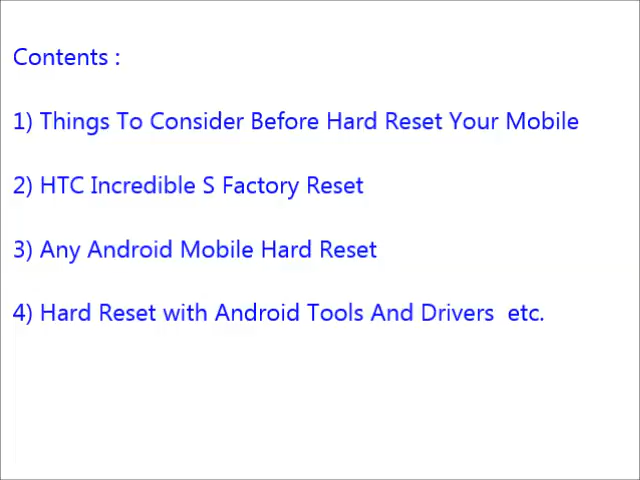 Contents :
1) Things To Consider Before Hard Reset Your Mobile
2) HTC Incredible S Factory Reset
3) Any Android Mobile Hard Reset
4) Hard Reset with Android Tools And Drivers  etc.